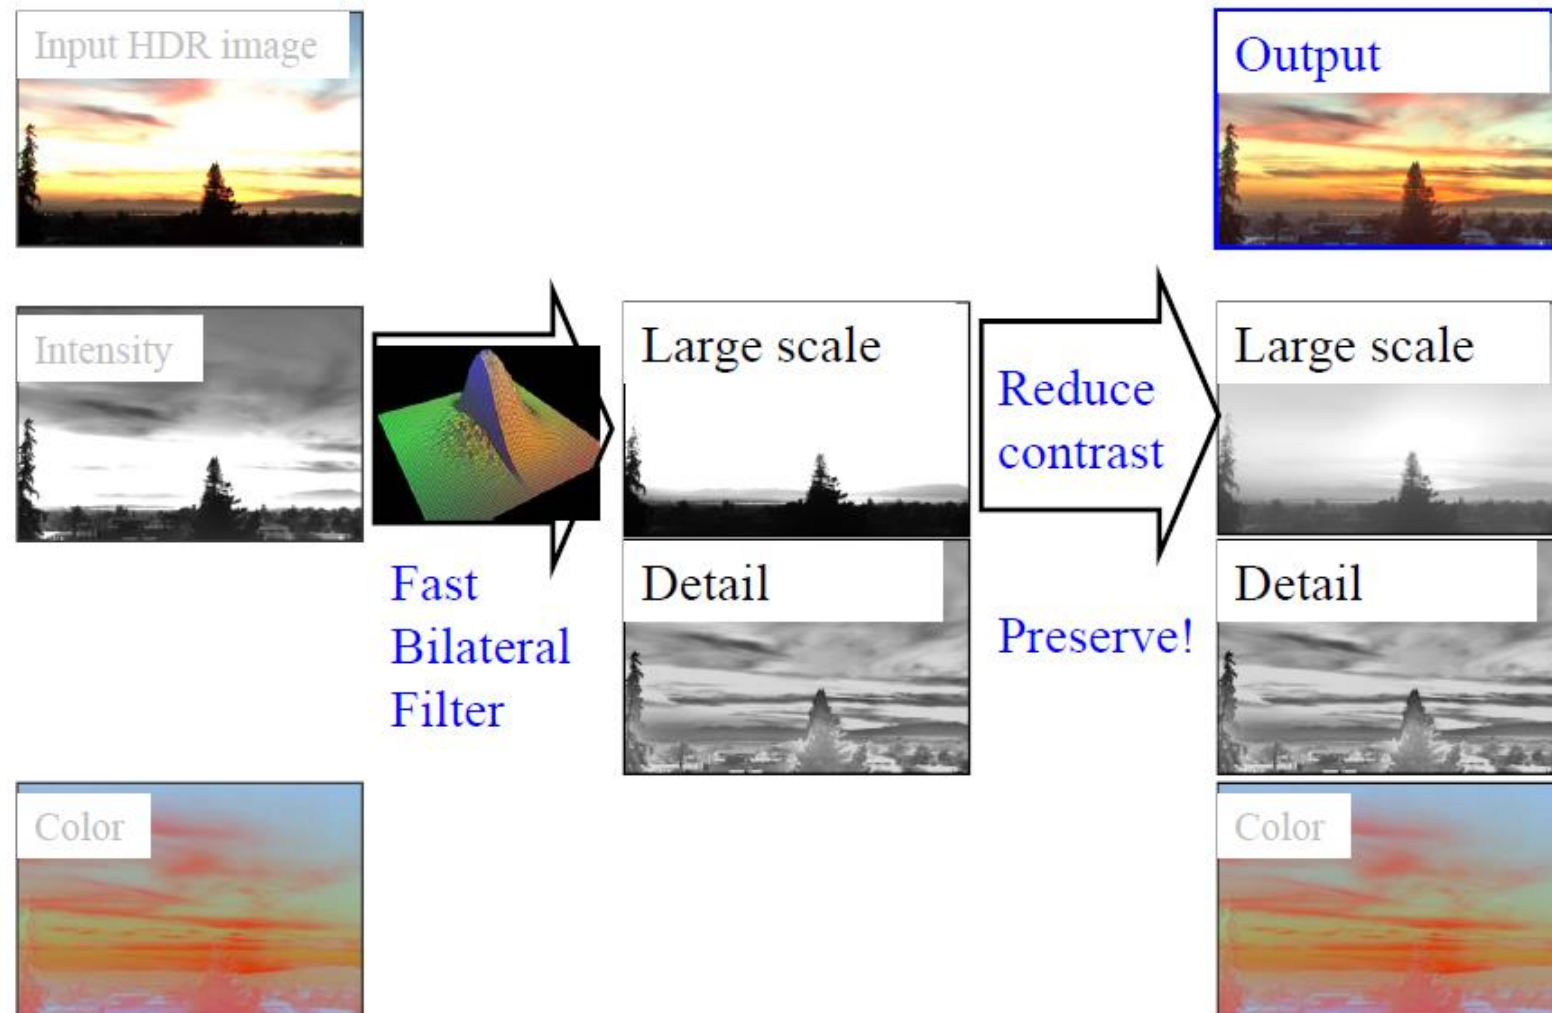 Input HDR image
Output
Intensity
Large scale
Reduce
contrast
Large scale
Fast
Bilateral
Filter
Detail
Preserve!
Detail
Color
Color